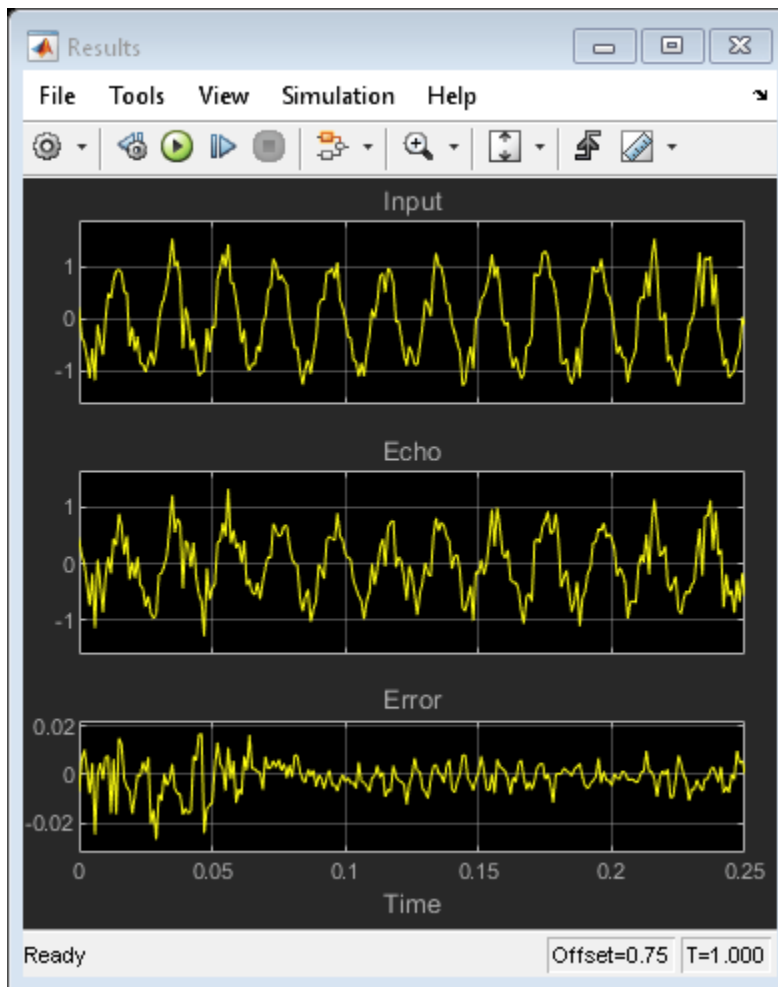 Results
File Tools View Simulation Help
Input
1
0
-1
Echo
1
0
-1
Error
0.02
0
-0.02
0 0.05 0.1 0.15 0.2 0.25
Time
Ready Offset=0.75 T=1.000